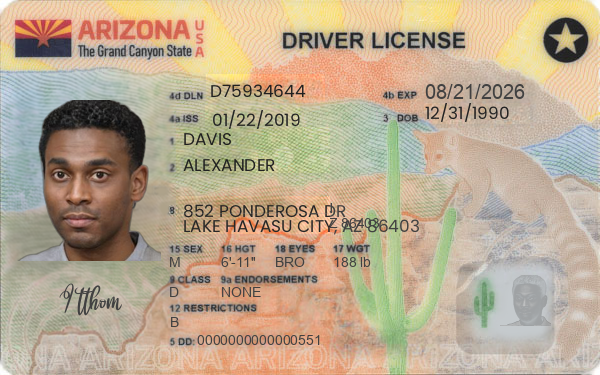 ARIZONA USA
The Grand Canyon State
DRIVER LICENSE
4d DLN D75934644
4b EXP 08/21/2026
4a ISS 01/22/2019
3 DOB 12/31/1990
1 DAVIS
2 ALEXANDER
8 852 PONDEROSA DR
LAKE HAVASU CITY, AZ 86403
Z 86403
15 SEX 16 HGT 18 EYES 17 WGT
M 6'-11" BRO 188 lb
9 CLASS 9a ENDORSEMENTS
D NONE
12 RESTRICTIONS
B
5 DD: 0000000000000551
ARIZONA ARIZONA ARIZONA ARIZONA